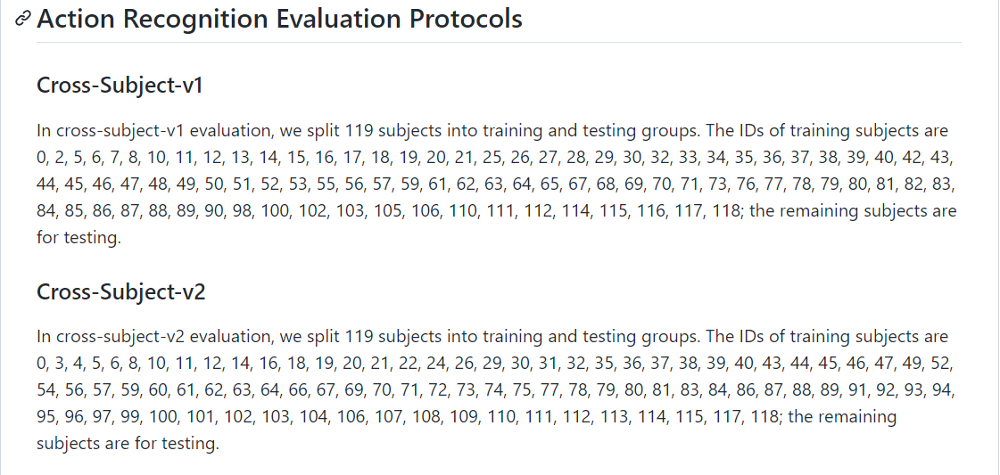 Action Recognition Evaluation Protocols
Cross-Subject-v1
In cross-subject-v1 evaluation, we split 119 subjects into training and testing groups. The IDs of training subjects are
0, 2, 5, 6, 7, 8, 10, 11, 12, 13, 14, 15, 16, 17, 18, 19, 20, 21, 25, 26, 27, 28, 29, 30, 32, 33, 34, 35, 36, 37, 38, 39, 40, 42, 43,
44, 45, 46, 47, 48, 49, 50, 51, 52, 53, 55, 56, 57, 59, 61, 62, 63, 64, 65, 67, 68, 69, 70, 71, 73, 76, 77, 78, 79, 80, 81, 82, 83,
84, 85, 86, 87, 88, 89, 90, 98, 100, 102, 103, 105, 106, 110, 111, 112, 114, 115, 116, 117, 118; the remaining subjects are
for testing.
Cross-Subject-v2
In cross-subject-v2 evaluation, we split 119 subjects into training and testing groups. The IDs of training subjects are
0, 3, 4, 5, 6, 8, 10, 11, 12, 14, 16, 18, 19, 20, 21, 22, 24, 26, 29, 30, 31, 32, 35, 36, 37, 38, 39, 40, 43, 44, 45, 46, 47, 49, 52,
54, 56, 57, 59, 60, 61, 62, 63, 64, 66, 67, 69, 70, 71, 72, 73, 74, 75, 77, 78, 79, 80, 81, 83, 84, 86, 87, 88, 89, 91, 92, 93, 94,
95, 96, 97, 99, 100, 101, 102, 103, 104, 106, 107, 108, 109, 110, 111, 112, 113, 114, 115, 117, 118; the remaining
subjects are for testing.